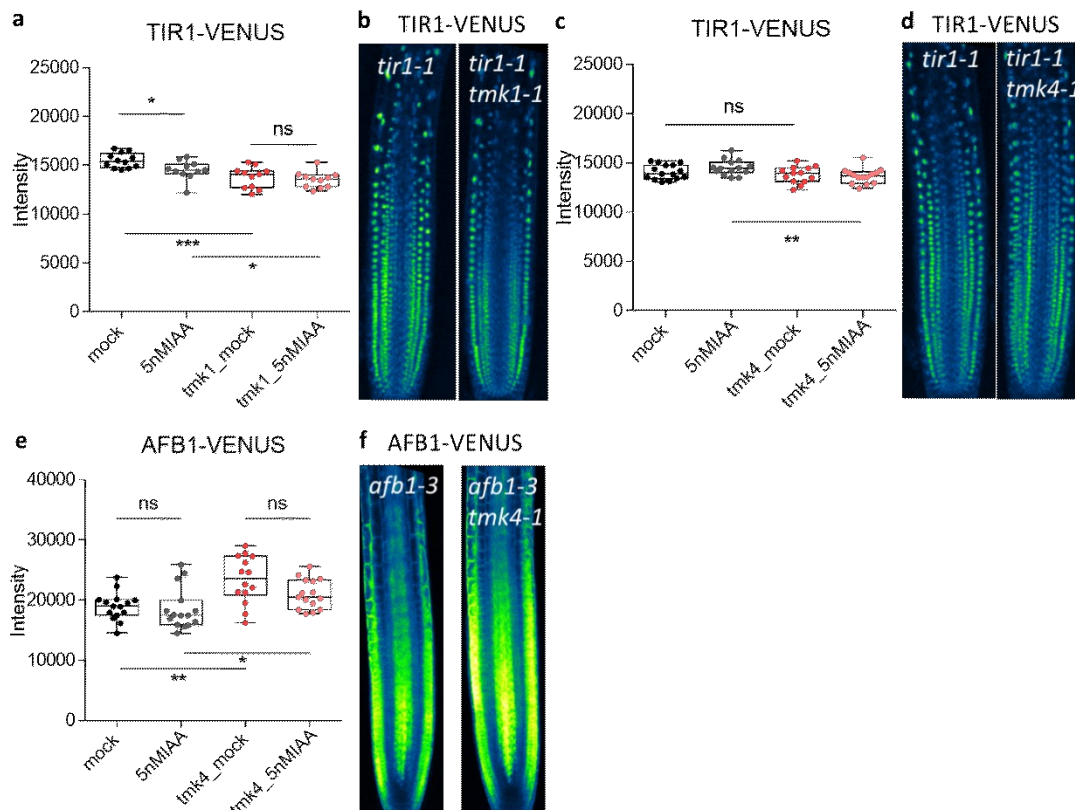 a
TIR1-VENUS
Intensity
25000
20000
15000
10000
5000
0
*
ns
***
*
mock
5nMIAA
tmk1_mock
tmk1_5nMIAA
b
TIR1-VENUS
tir1-1
tir1-1
tmk1-1
c
TIR1-VENUS
Intensity
25000
20000
15000
10000
5000
0
ns
**
mock
5nMIAA
tmk4_mock
tmk4_5nMIAA
d
TIR1-VENUS
tir1-1
tir1-1
tmk4-1
e
AFB1-VENUS
Intensity
40000
30000
20000
10000
0
ns
ns
*
**
mock
5nMIAA
tmk4_mock
tmk4_5nMIAA
f
AFB1-VENUS
afb1-3
afb1-3
tmk4-1